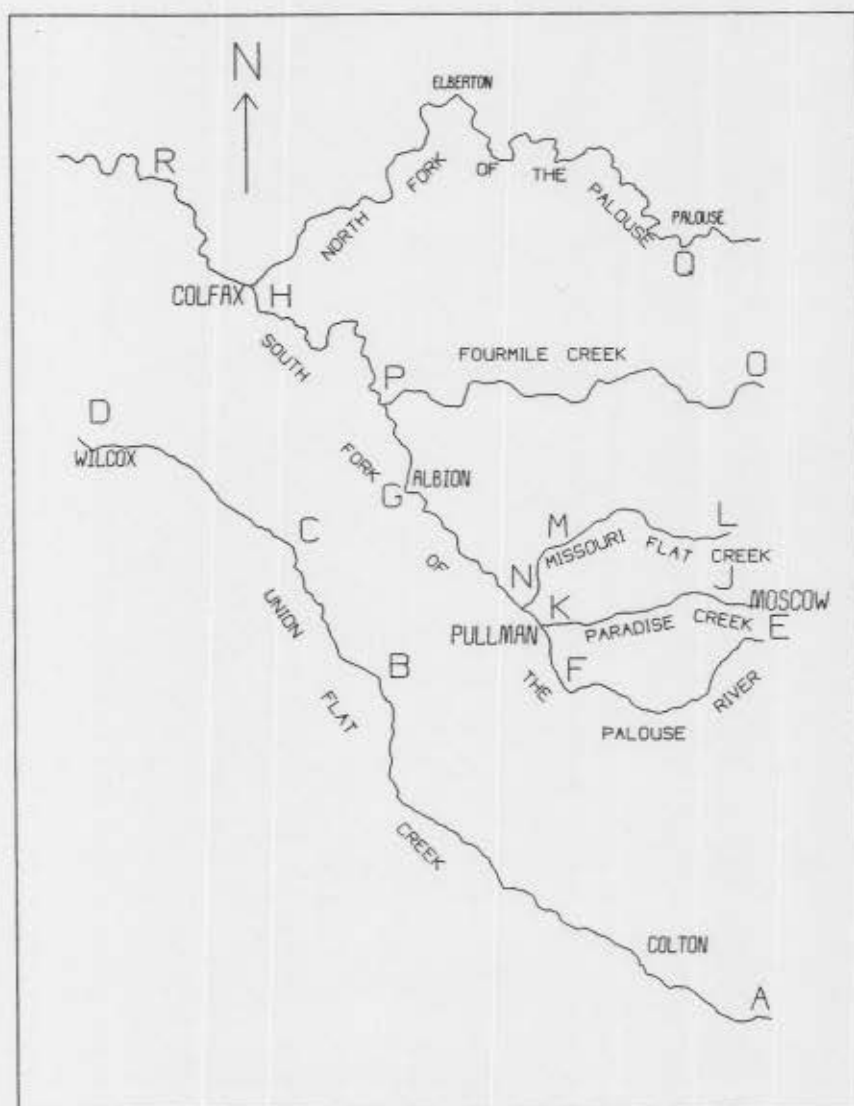 N
ELBERTON
R
NORTH FORK OF THE PALOUSE
PALOUSE
Q
COLFAX H
SOUTH FORK OF THE PALOUSE RIVER
P
FOURMILE CREEK
O
D
WILCOX
ALBION
G
C
M
L
MISSOURI FLAT CREEK
N
J
K
MOSCOW
PULLMAN
PARADISE CREEK
E
F
B
UNION FLAT CREEK
COLTON
A